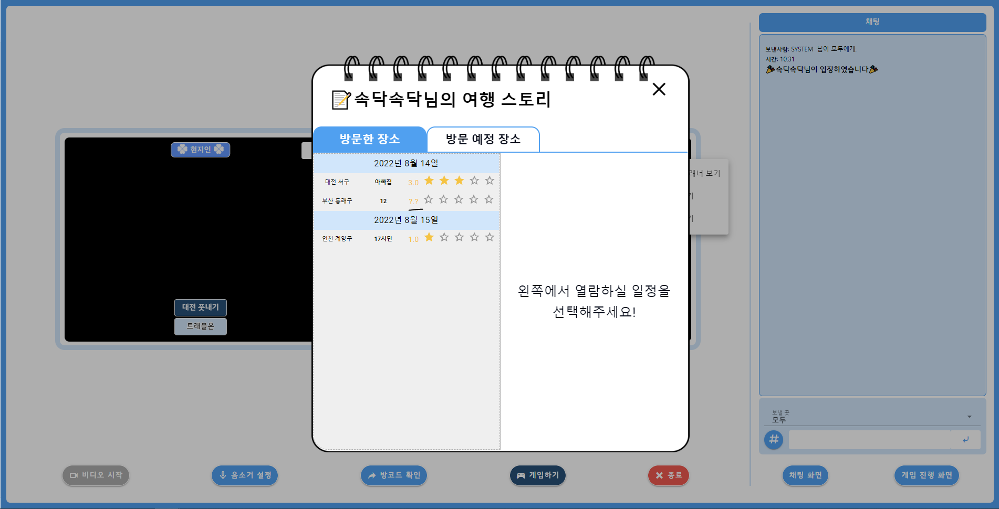 채팅
보낸사람: SYSTEM 님이 모두에게:
시간: 10:31
속닥속닥님이 입장하였습니다
속닥속닥님의 여행 스토리
방문한 장소
방문 예정 장소
현지인
2022년 8월 14일
대전 서구 아빠집 3.0
부산 동래구 12 ?.?
2022년 8월 15일
인천 계양구 17사단 1.0
래너 보기
기
기
왼쪽에서 열람하실 일정을
선택해주세요!
대전 풋내기
트래블온
보낼 곳
모두
#
비디오 시작
음소거 설정
방코드 확인
게임하기
종료
채팅 화면
게임 진행 화면